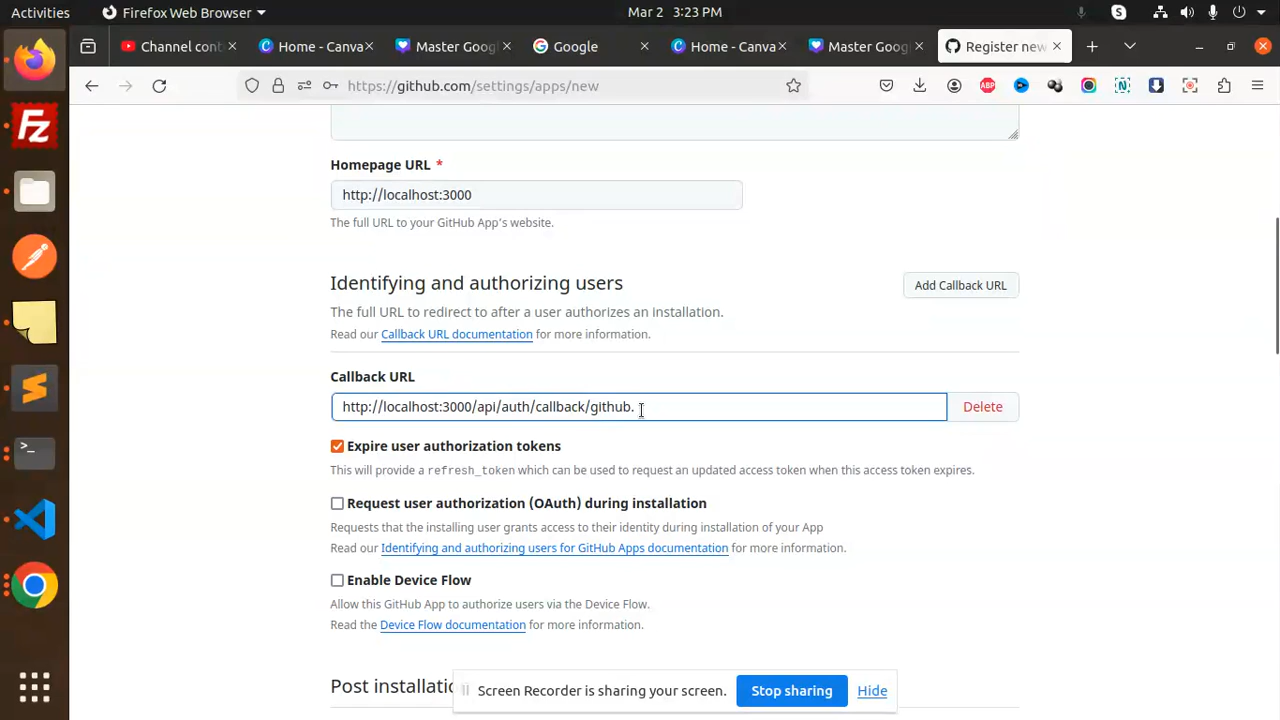 Activities
Firefox Web Browser
Mar 2 3:23 PM
Channel cont
Home - Canva
Master Goog
Google
Home - Canva
Master Goog
Register new
https://github.com/settings/apps/new
ABP
N
Fz
Homepage URL *
http://localhost:3000
The full URL to your GitHub App's website.
Identifying and authorizing users
Add Callback URL
The full URL to redirect to after a user authorizes an installation.
Read our Callback URL documentation for more information.
Callback URL
http://localhost:3000/api/auth/callback/github.
Delete
Expire user authorization tokens
This will provide a refresh_token which can be used to request an updated access token when this access token expires.
Request user authorization (OAuth) during installation
Requests that the installing user grants access to their identity during installation of your App
Read our Identifying and authorizing users for GitHub Apps documentation for more information.
Enable Device Flow
Allow this GitHub App to authorize users via the Device Flow.
Read the Device Flow documentation for more information.
Post installatio
Screen Recorder is sharing your screen.
Stop sharing
Hide